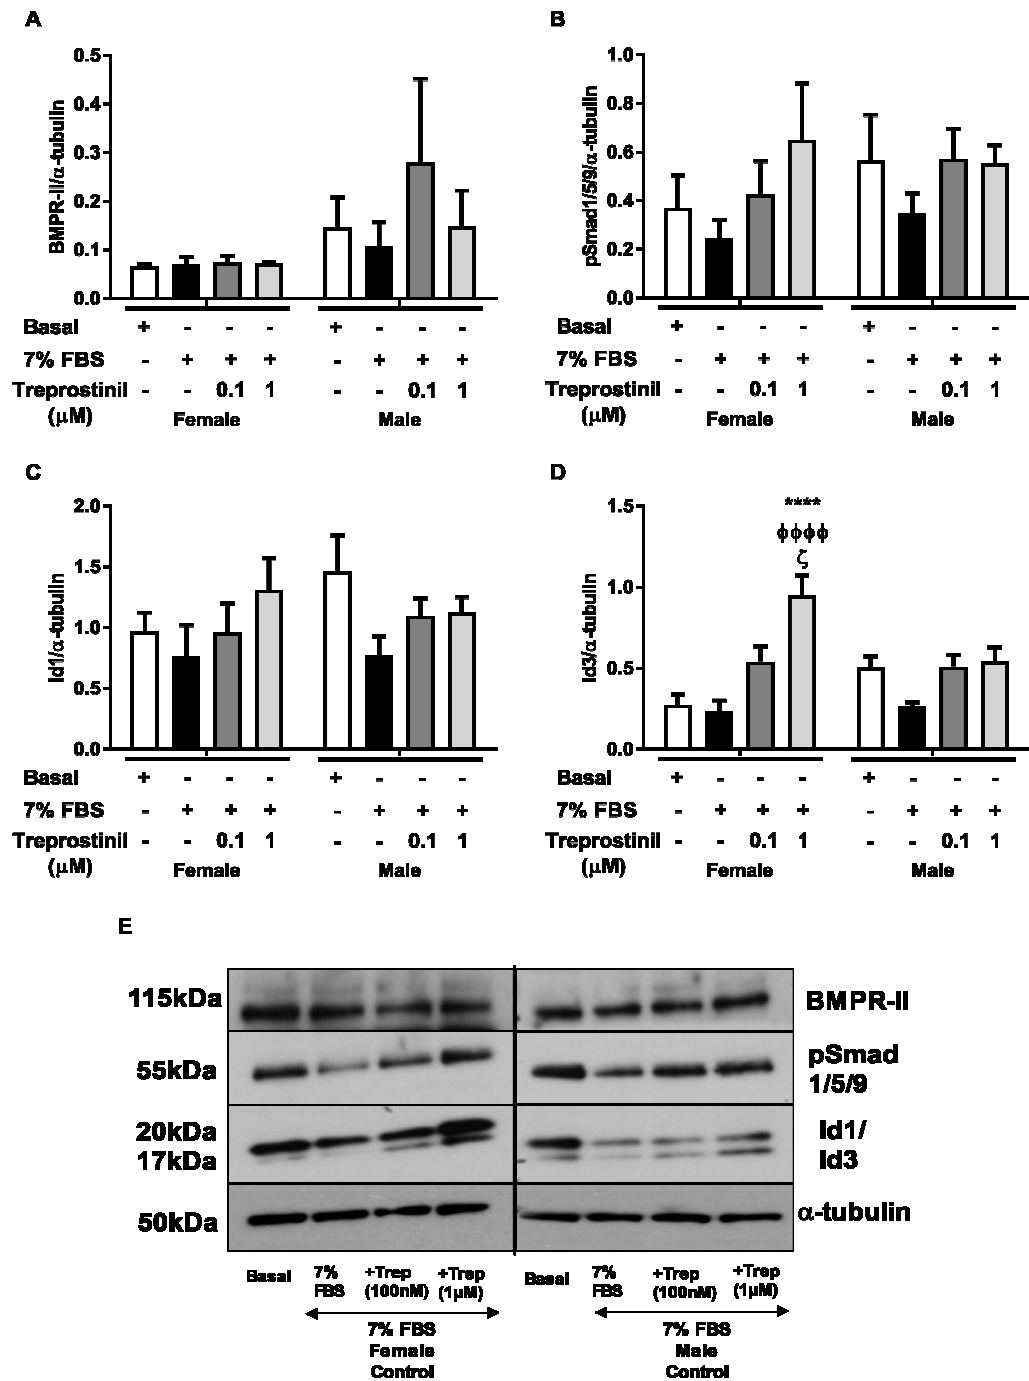 A
BMPR-II/α-tubulin
0.5
0.4
0.3
0.2
0.1
0.0
Basal + - - - + - - -
7% FBS - + + + - + + +
Treprostinil - - 0.1 1 - - 0.1 1
(μM) Female Male
B
pSmad1/5/9/α-tubulin
1.0
0.8
0.6
0.4
0.2
0.0
Basal + - - - + - - -
7% FBS - + + + - + + +
Treprostinil - - 0.1 1 - - 0.1 1
(μM) Female Male
C
Id1/α-tubulin
2.0
1.5
1.0
0.5
0.0
Basal + - - - + - - -
7% FBS - + + + - + + +
Treprostinil - - 0.1 1 - - 0.1 1
(μM) Female Male
D
Id3/α-tubulin
1.5
1.0
0.5
0.0
****
ϕϕϕϕ
ζ
Basal + - - - + - - -
7% FBS - + + + - + + +
Treprostinil - - 0.1 1 - - 0.1 1
(μM) Female Male
E
115kDa BMPR-II
55kDa pSmad
1/5/9
20kDa Id1/
17kDa Id3
50kDa α-tubulin
Basal 7% +Trep +Trep Basal 7% +Trep +Trep
FBS (100nM) (1μM) FBS (100nM) (1μM)
7% FBS 7% FBS
Female Male
Control Control